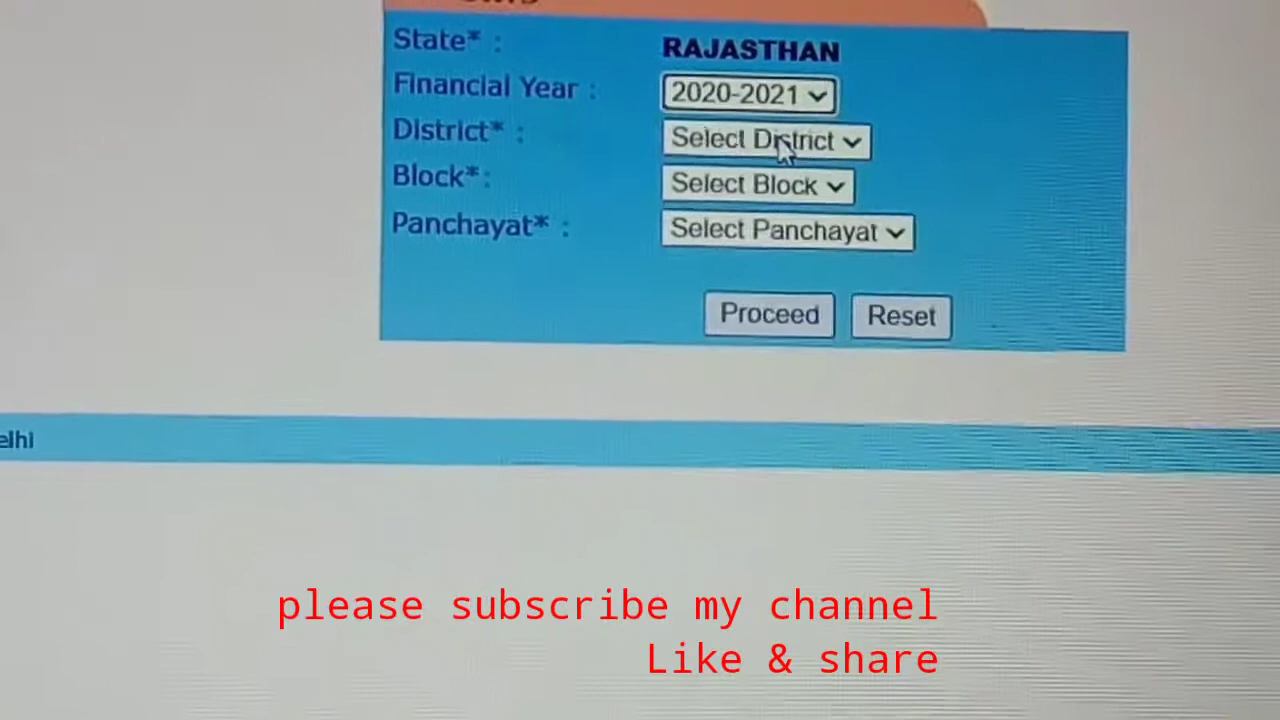 State* :
RAJASTHAN
Financial Year :
2020-2021
District* :
Select District
Block* :
Select Block
Panchayat* :
Select Panchayat
Proceed
Reset
elhi
please subscribe my channel
Like & share